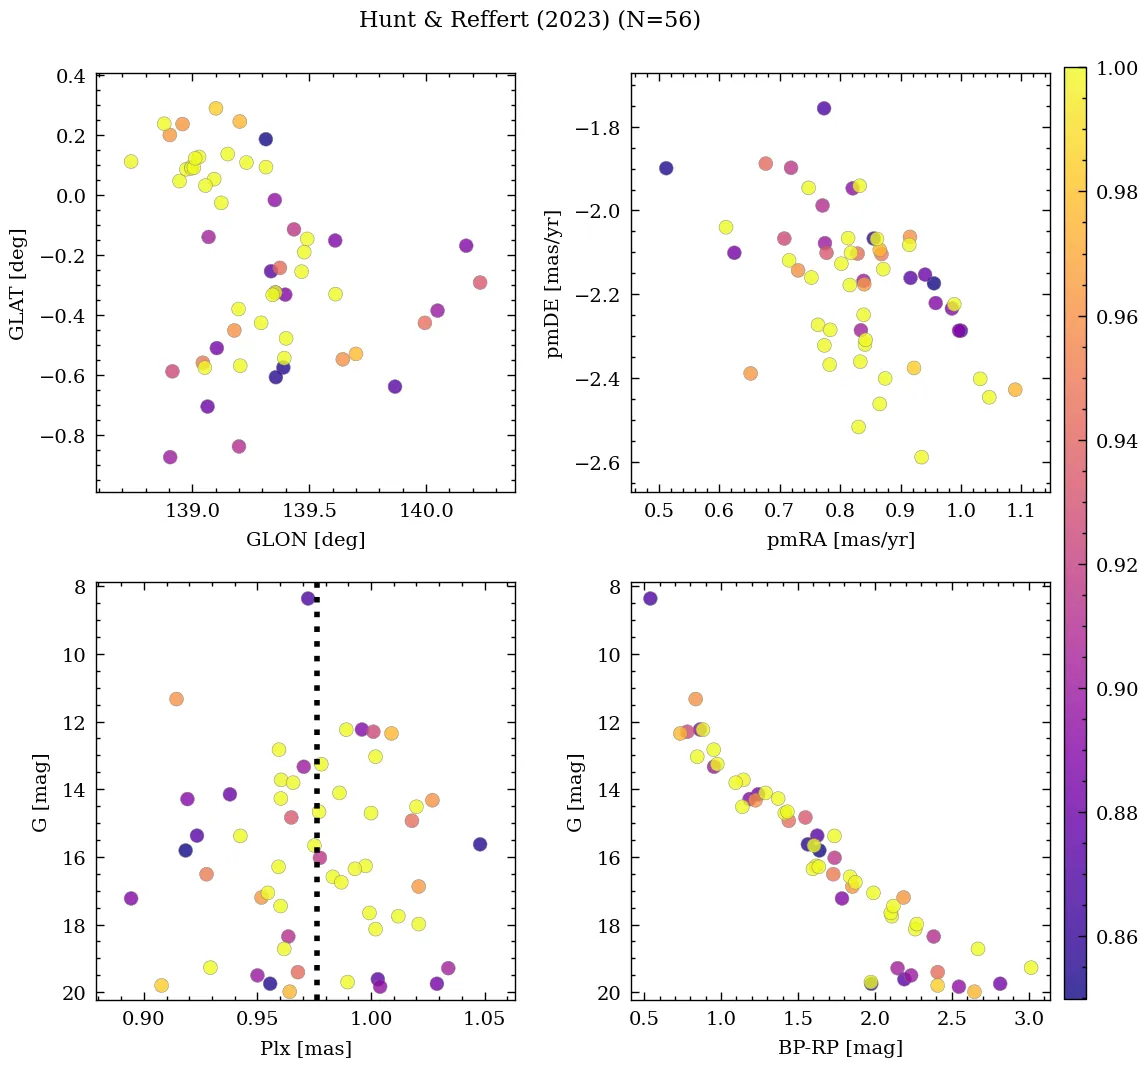 Hunt & Reffert (2023) (N=56)
0.4
0.2
0.0
−0.2
−0.4
−0.6
−0.8
GLAT [deg]
139.0 139.5 140.0
GLON [deg]
−1.8
−2.0
−2.2
−2.4
−2.6
pmDE [mas/yr]
0.5 0.6 0.7 0.8 0.9 1.0 1.1
pmRA [mas/yr]
8
10
12
14
16
18
20
G [mag]
0.90 0.95 1.00 1.05
Plx [mas]
8
10
12
14
16
18
20
G [mag]
0.5 1.0 1.5 2.0 2.5 3.0
BP-RP [mag]
1.00
0.98
0.96
0.94
0.92
0.90
0.88
0.86